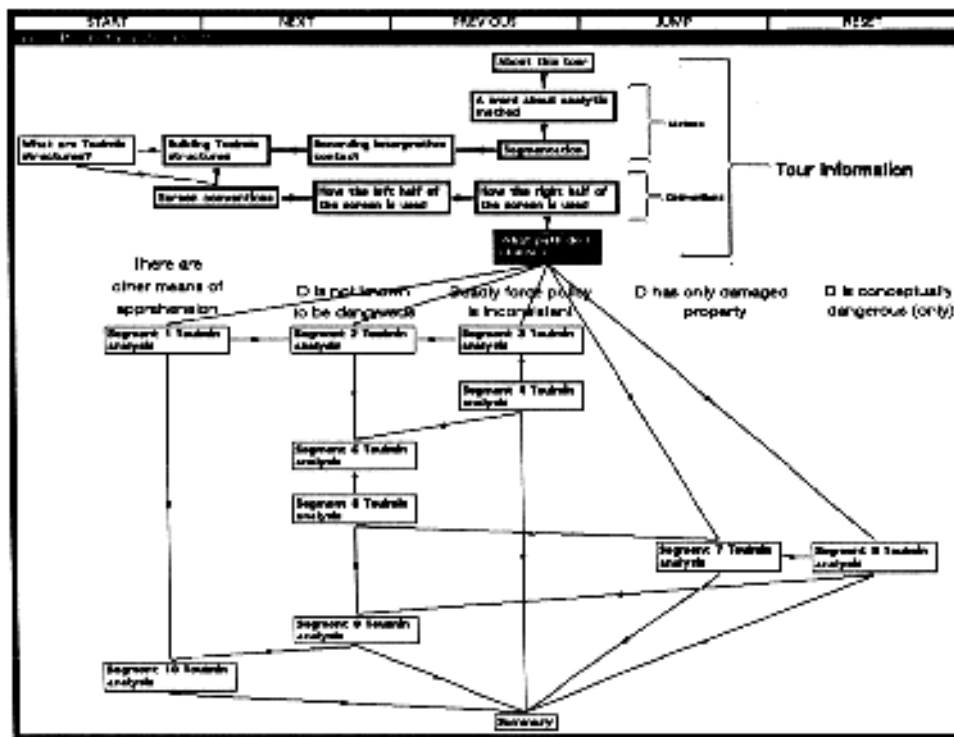 START NEXT PREVIOUS JUMP RESET
About this tour
A word about analytic
method
What are Toulmin
structures?
Building Toulmin
structures
Recording interpretive
context
Segmentation
Tour Information
Screen conventions
How the left half of
the screen is used
How the right half of
the screen is used
Conventions
There are
other means of
apprehension
D is not known
to be dangerous
Deadly force policy
is inconsistent
D has only damaged
property
D is conceptually
dangerous (only)
Segment 1 Toulmin
analysis
Segment 2 Toulmin
analysis
Segment 3 Toulmin
analysis
Segment Toulmin
analysis
Segment Toulmin
analysis
Segment Toulmin
analysis
Segment 7 Toulmin
analysis
Segment Toulmin
analysis
Segment 9 Toulmin
analysis
Segment 10 Toulmin
analysis
Summary